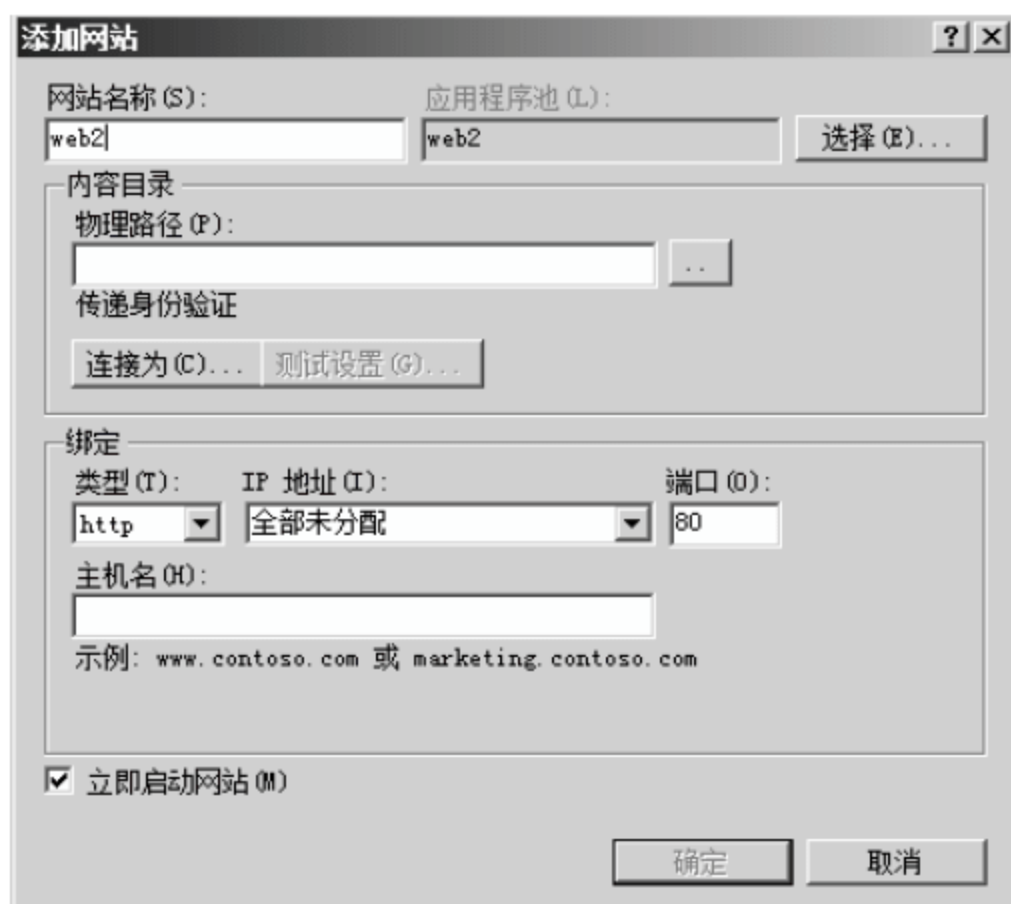 添加网站
网站名称(S): 应用程序池(L):
web2 web2 选择(E)...
内容目录
物理路径(P):
..
传递身份验证
连接为(C)... 测试设置(G)...
绑定
类型(T): IP 地址(I): 端口(O):
http 全部未分配 80
主机名(H):
示例: www.contoso.com 或 marketing.contoso.com
立即启动网站(M)
确定 取消